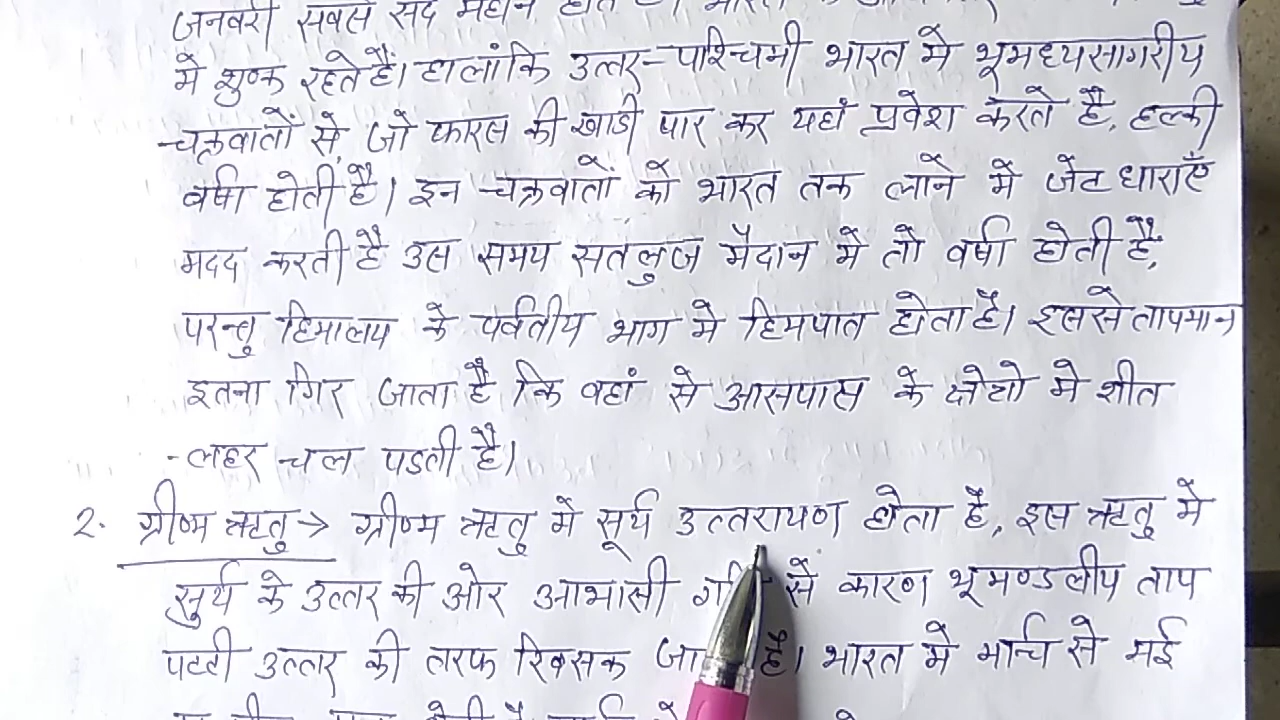 जनवरी सबसे सर्द महीने होते हैं। भारत के
में शुष्क रहते हैं। हालांकि उत्तर-पश्चिमी भारत मे भूमध्यसागरीय
चक्रवातों से, जो फारस की खाडी पार कर यहां प्रवेश करते है, हल्की
वर्षा होती है। इन चक्रवातों को भारत तक लाने में जेट धाराएँ
मदद करती है उस समय सतलुज मैदान मे तो वर्षा होती है,
परन्तु हिमालय के पर्वतीय भाग मे हिमपात होता है। इससे तापमान
इतना गिर जाता है कि वहां से आसपास के क्षेत्रो मे शीत
-लहर चल पडती है।
2. ग्रीष्म ऋतु → ग्रीष्म ऋतु में सूर्य उत्तरायण होता है, इस ऋतु में
सुर्य के उत्तर की ओर आभासी से कारण भूमण्डलीय ताप
पटटी उत्तर की तरफ खिसक है। भारत मे मार्च से मई